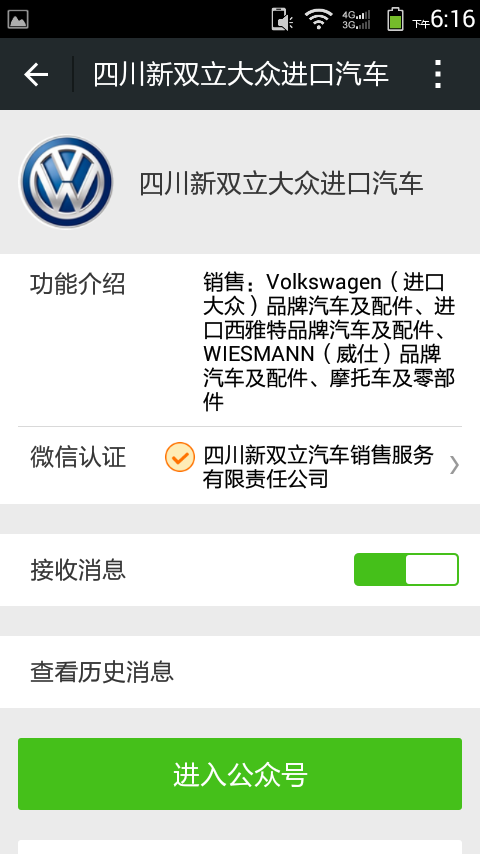 4G
3G
下午6:16
四川新双立大众进口汽车
四川新双立大众进口汽车
功能介绍
销售：Volkswagen（进口
大众）品牌汽车及配件、进
口西雅特品牌汽车及配件、
WIESMANN（威仕）品牌
汽车及配件、摩托车及零部
件
微信认证
四川新双立汽车销售服务
有限责任公司
接收消息
查看历史消息
进入公众号